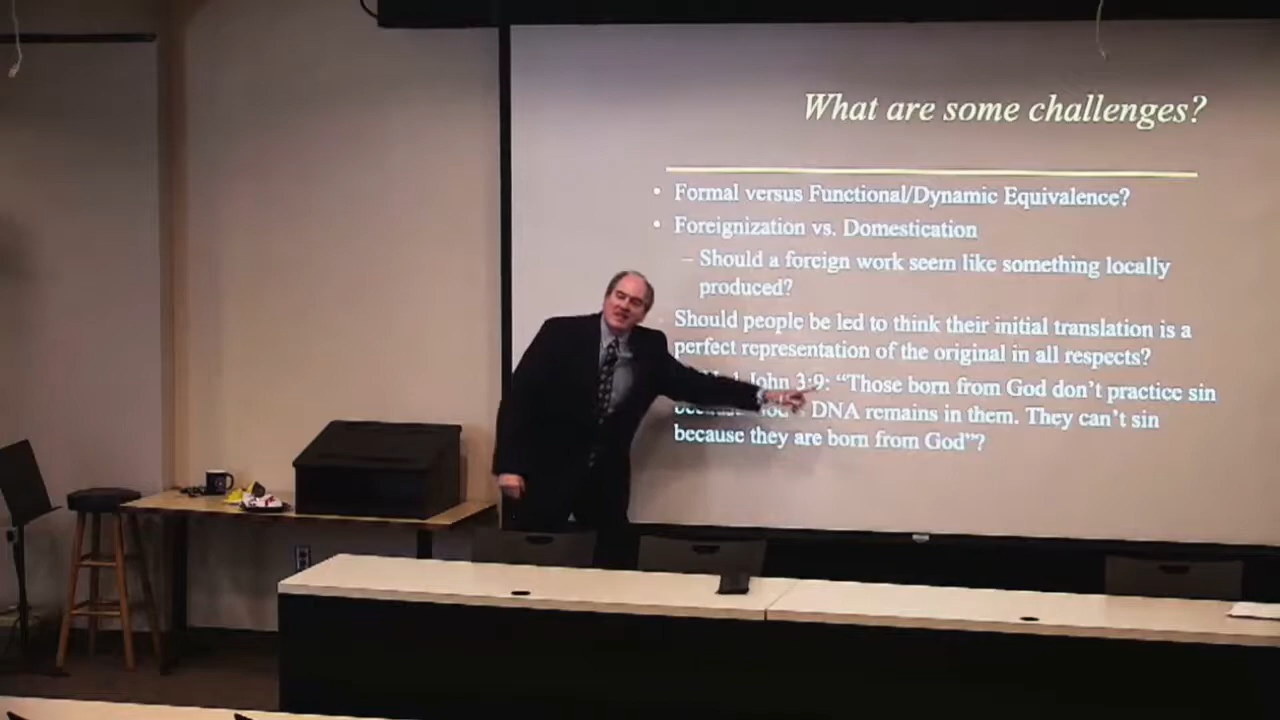 What are some challenges?
• Formal versus Functional/Dynamic Equivalence?
• Foreignization vs. Domestication
– Should a foreign work seem like something locally
produced?
Should people be led to think their initial translation is a
perfect representation of the original in all respects?
John 3:9: “Those born from God don’t practice sin
DNA remains in them. They can’t sin
because they are born from God”?